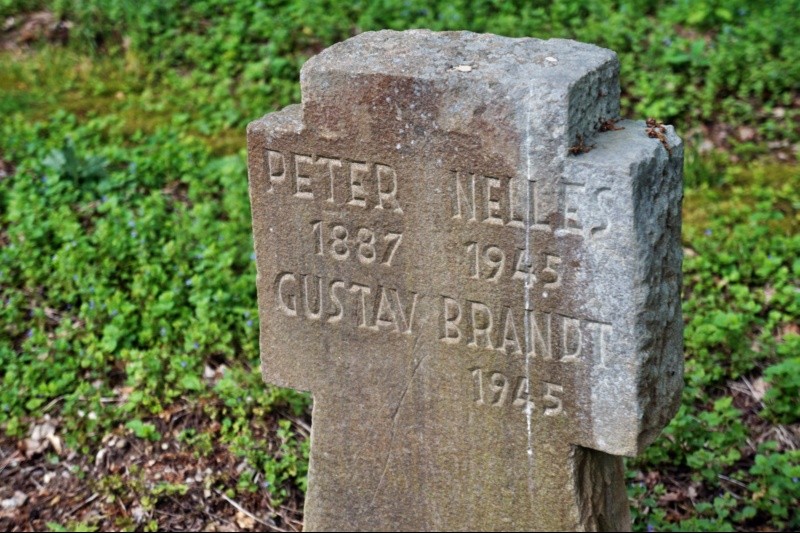 PETER NELLES
1887 1945
GUSTAV BRANDT
1945